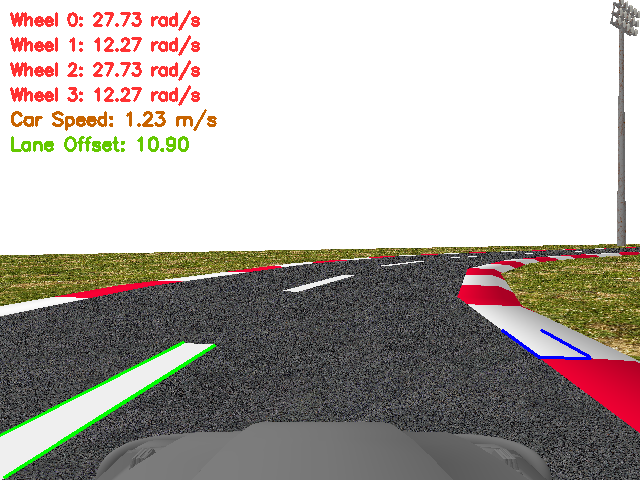 Wheel 0: 27.73 rad/s
Wheel 1: 12.27 rad/s
Wheel 2: 27.73 rad/s
Wheel 3: 12.27 rad/s
Car Speed: 1.23 m/s
Lane Offset: 10.90